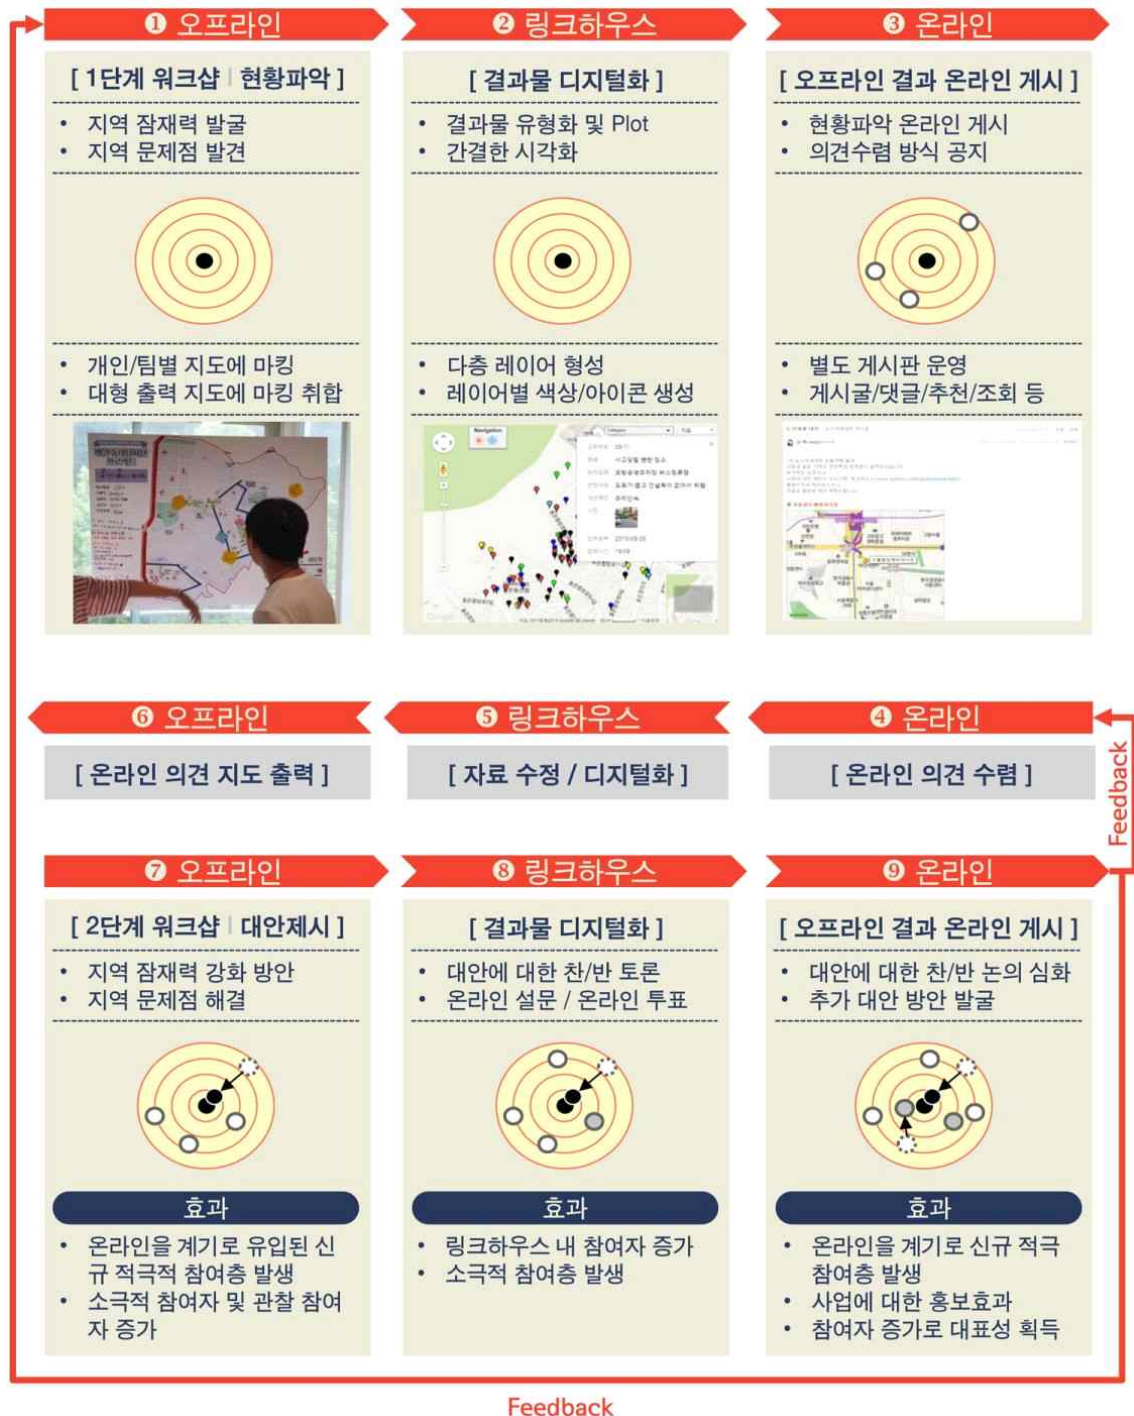 ❶ 오프라인
❷ 링크하우스
❸ 온라인
[ 1단계 워크샵 | 현황파악 ]
• 지역 잠재력 발굴
• 지역 문제점 발견
• 개인/팀별 지도에 마킹
• 대형 출력 지도에 마킹 취합
[ 결과물 디지털화 ]
• 결과물 유형화 및 Plot
• 간결한 시각화
• 다층 레이어 형성
• 레이어별 색상/아이콘 생성
Navigation
[ 오프라인 결과 온라인 게시 ]
• 현황파악 온라인 게시
• 의견수렴 방식 공지
• 별도 게시판 운영
• 게시굴/댓글/추천/조회 등
❻ 오프라인
❺ 링크하우스
❹ 온라인
[ 온라인 의견 지도 출력 ]
[ 자료 수정 / 디지털화 ]
[ 온라인 의견 수렴 ]
Feedback
❼ 오프라인
❽ 링크하우스
❾ 온라인
[ 2단계 워크샵 | 대안제시 ]
• 지역 잠재력 강화 방안
• 지역 문제점 해결
효과
• 온라인을 계기로 유입된 신
규 적극적 참여층 발생
• 소극적 참여자 및 관찰 참여
자 증가
[ 결과물 디지털화 ]
• 대안에 대한 찬/반 토론
• 온라인 설문 / 온라인 투표
효과
• 링크하우스 내 참여자 증가
• 소극적 참여층 발생
[ 오프라인 결과 온라인 게시 ]
• 대안에 대한 찬/반 논의 심화
• 추가 대안 방안 발굴
효과
• 온라인을 계기로 신규 적극
참여층 발생
• 사업에 대한 홍보효과
• 참여자 증가로 대표성 획득
Feedback